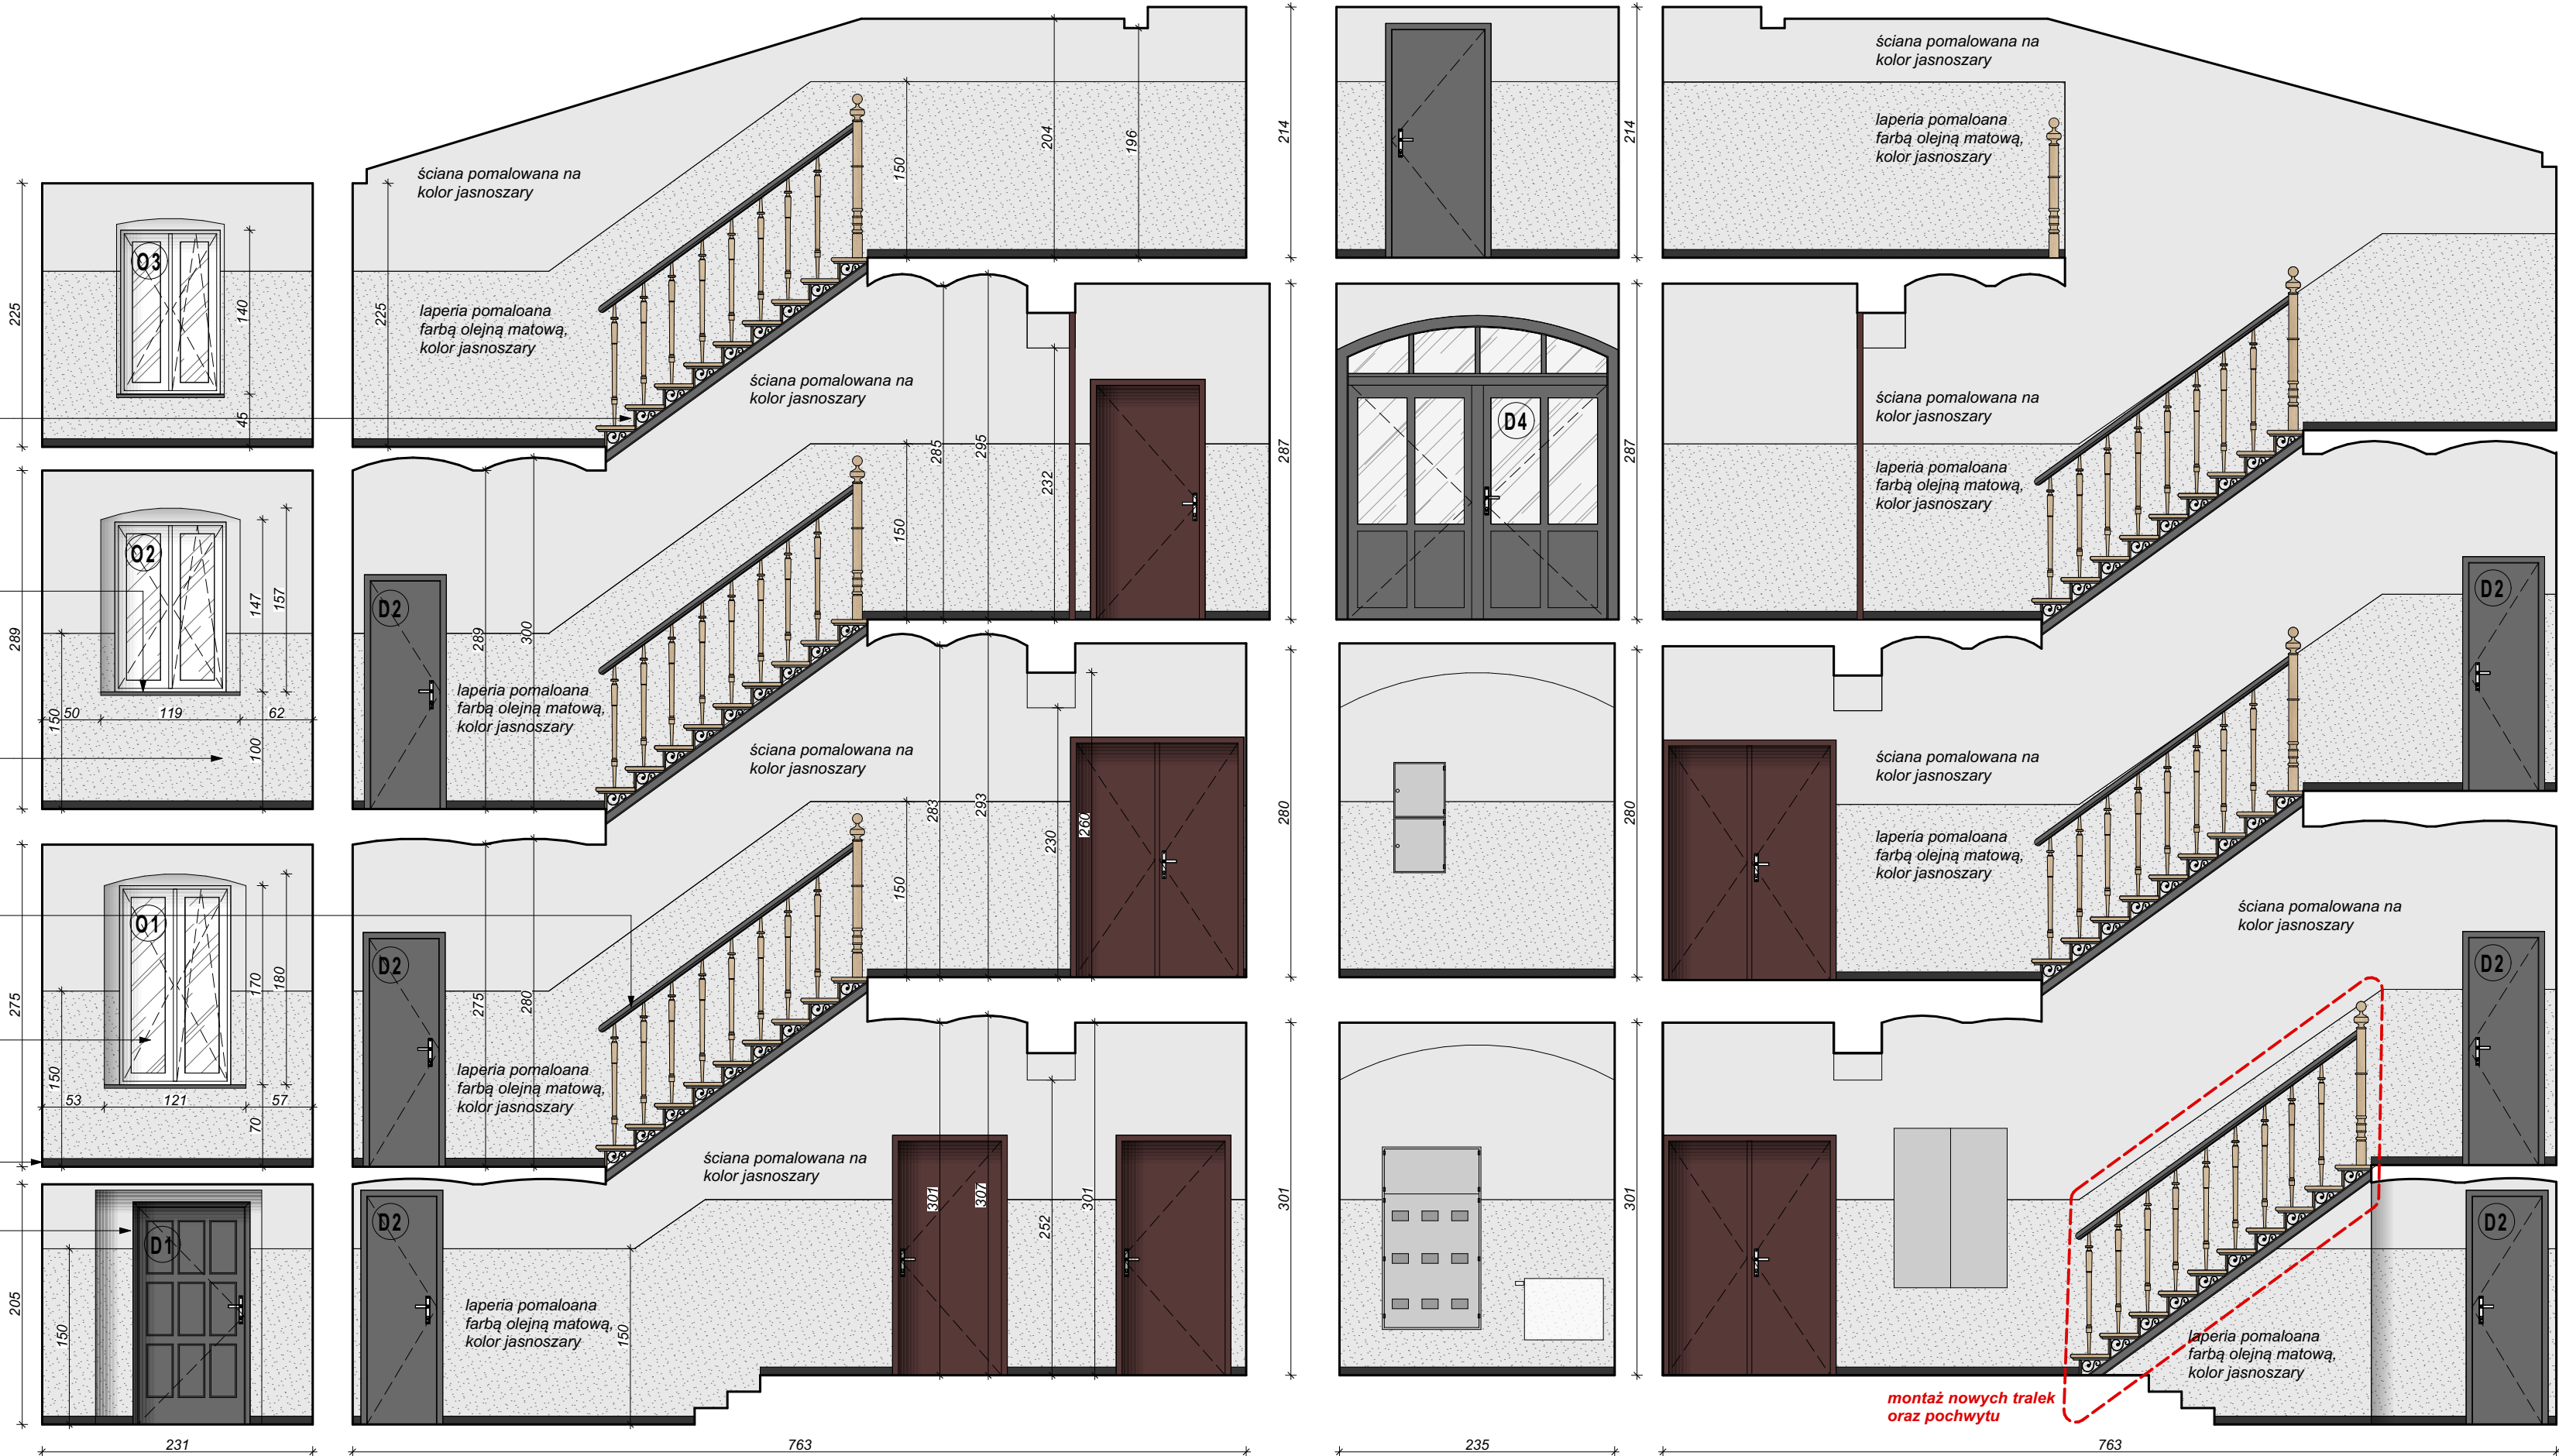 ściana pomalowana na
kolor jasnoszary
laperia pomaloana
farbą olejną matową,
kolor jasnoszary
O3
225
140
45
225
150
204
196
214
214
ściana pomalowana na
kolor jasnoszary
laperia pomaloana
farbą olejną matową,
kolor jasnoszary
O2
289
150
50
119
62
100
147
157
D2
289
300
laperia pomaloana
farbą olejną matową,
kolor jasnoszary
ściana pomalowana na
kolor jasnoszary
150
285
295
232
287
D4
287
ściana pomalowana na
kolor jasnoszary
laperia pomaloana
farbą olejną matową,
kolor jasnoszary
D2
O1
275
150
53
121
57
70
170
180
D2
275
280
laperia pomaloana
farbą olejną matową,
kolor jasnoszary
ściana pomalowana na
kolor jasnoszary
150
283
293
230
260
280
280
ściana pomalowana na
kolor jasnoszary
laperia pomaloana
farbą olejną matową,
kolor jasnoszary
ściana pomalowana na
kolor jasnoszary
D2
D1
205
150
D2
laperia pomaloana
farbą olejną matową,
kolor jasnoszary
150
ściana pomalowana na
kolor jasnoszary
301
307
252
301
301
301
D2
laperia pomaloana
farbą olejną matową,
kolor jasnoszary
montaż nowych tralek
oraz pochwytu
231
763
235
763